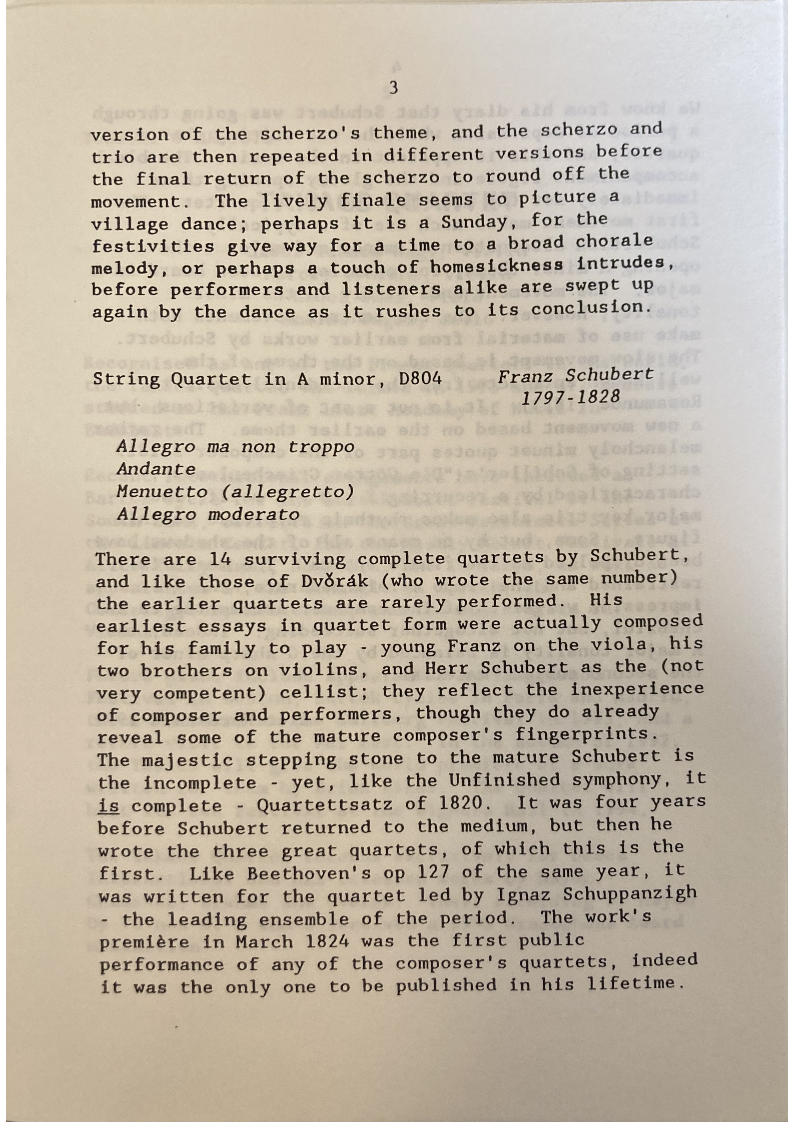 3
version of the scherzo's theme, and the scherzo and
trio are then repeated in different versions before
the final return of the scherzo to round off the
movement.  The lively finale seems to picture a
village dance; perhaps it is a Sunday, for the
festivities give way for a time to a broad chorale
melody, or perhaps a touch of homesickness intrudes,
before performers and listeners alike are swept up
again by the dance as it rushes to its conclusion.
String Quartet in A minor, D804 Franz Schubert
1797-1828
Allegro ma non troppo
Andante
Menuetto (allegretto)
Allegro moderato
There are 14 surviving complete quartets by Schubert,
and like those of Dvǒrák (who wrote the same number)
the earlier quartets are rarely performed.  His
earliest essays in quartet form were actually composed
for his family to play - young Franz on the viola, his
two brothers on violins, and Herr Schubert as the (not
very competent) cellist; they reflect the inexperience
of composer and performers, though they do already
reveal some of the mature composer's fingerprints.
The majestic stepping stone to the mature Schubert is
the incomplete - yet, like the Unfinished symphony, it
is complete - Quartettsatz of 1820.  It was four years
before Schubert returned to the medium, but then he
wrote the three great quartets, of which this is the
first.  Like Beethoven's op 127 of the same year, it
was written for the quartet led by Ignaz Schuppanzigh
- the leading ensemble of the period.  The work's
première in March 1824 was the first public
performance of any of the composer's quartets, indeed
it was the only one to be published in his lifetime.